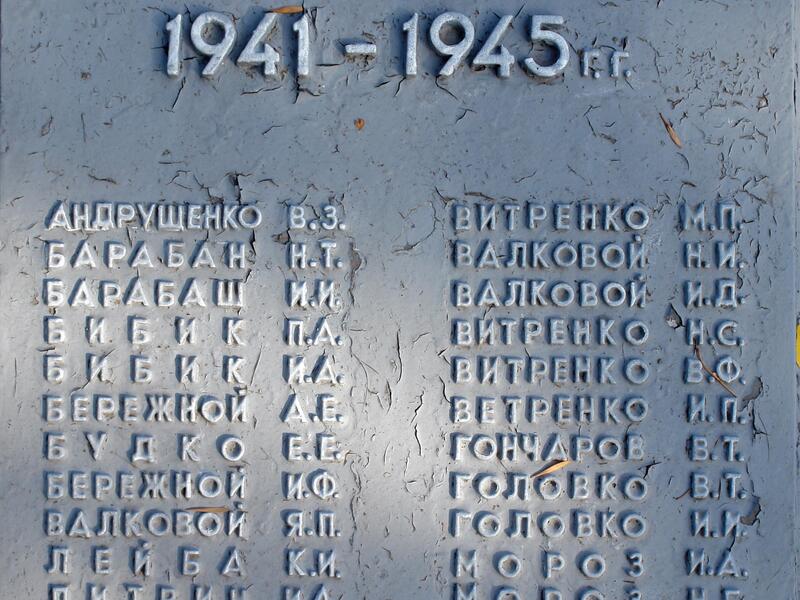 1941 - 1945 г.г.
АНДРУЩЕНКО В.З.
БАРАБАН Н.Т.
БАРАБАШ И.И.
БИБИК П.А.
БИБИК И.А.
БЕРЕЖНОЙ А.Е.
БУДКО Е.Е.
БЕРЕЖНОЙ И.Ф.
ВАЛКОВОЙ Я.П.
ЛЕЙБА К.И.
ВИТРЕНКО М.П.
ВАЛКОВОЙ Н.И.
ВАЛКОВОЙ И.Д.
ВИТРЕНКО Н.С.
ВИТРЕНКО В.Ф.
ВЕТРЕНКО И.П.
ГОНЧАРОВ В.Т.
ГОЛОВКО В.Т.
ГОЛОВКО И.И.
МОРОЗ И.А.
МОРОЗ